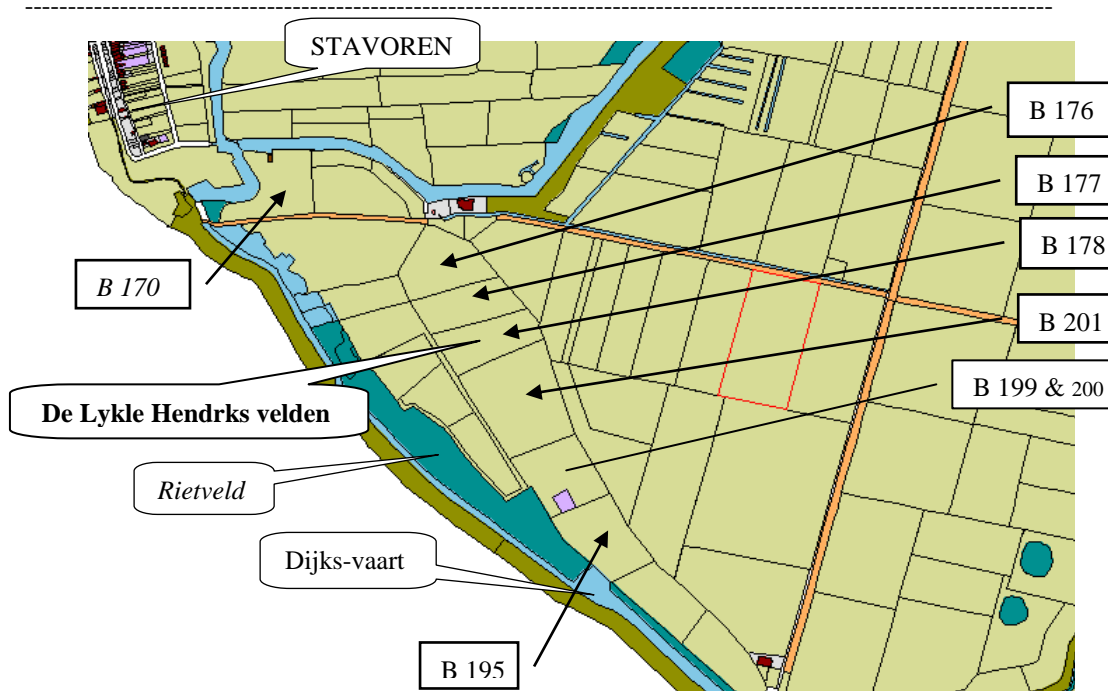 STAVOREN
B 176
B 177
B 170
B 178
B 201
B 199 & 200
De Lykle Hendrks velden
Rietveld
Dijks-vaart
B 195